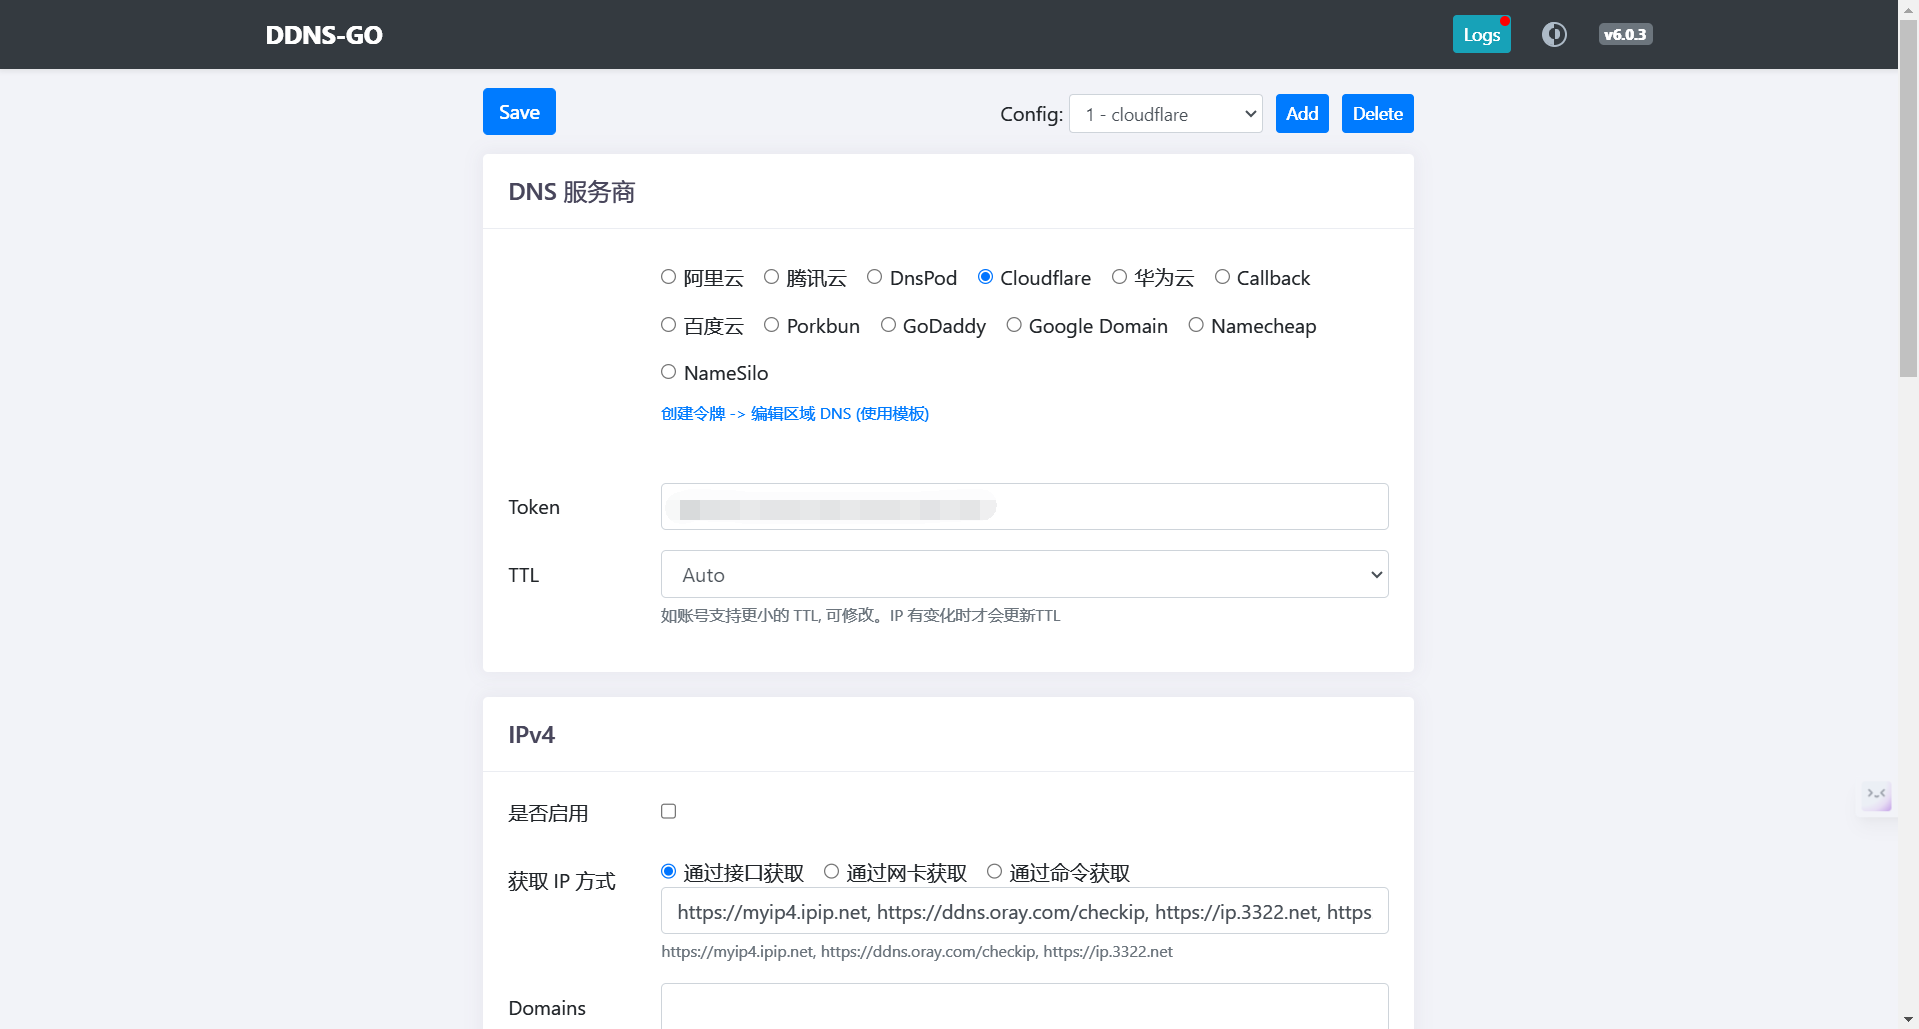 DDNS-GO Logs v6.0.3
Save Config: 1 - cloudflare Add Delete
DNS 服务商
阿里云 腾讯云 DnsPod Cloudflare 华为云 Callback
百度云 Porkbun GoDaddy Google Domain Namecheap
NameSilo
创建令牌 -> 编辑区域 DNS (使用模板)
Token
TTL Auto
如账号支持更小的 TTL, 可修改。IP 有变化时才会更新TTL
IPv4
是否启用
获取 IP 方式 通过接口获取 通过网卡获取 通过命令获取
https://myip4.ipip.net, https://ddns.oray.com/checkip, https://ip.3322.net, https
https://myip4.ipip.net, https://ddns.oray.com/checkip, https://ip.3322.net
Domains